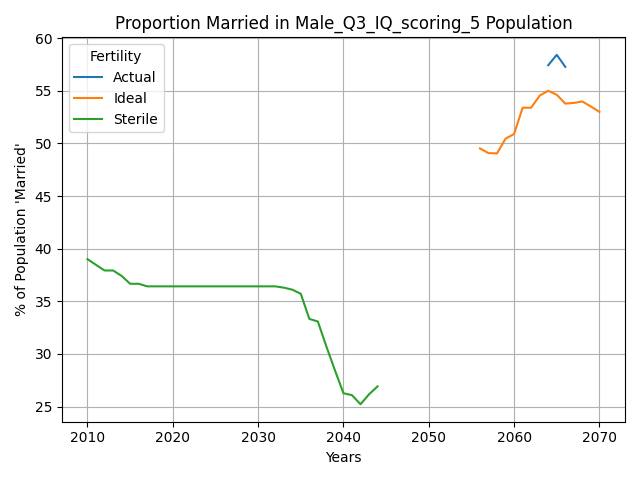 Proportion Married in Male_Q3_IQ_scoring_5 Population
% of Population 'Married'
60
55
50
45
40
35
30
25
Fertility
Actual
Ideal
Sterile
2010 2020 2030 2040 2050 2060 2070
Years